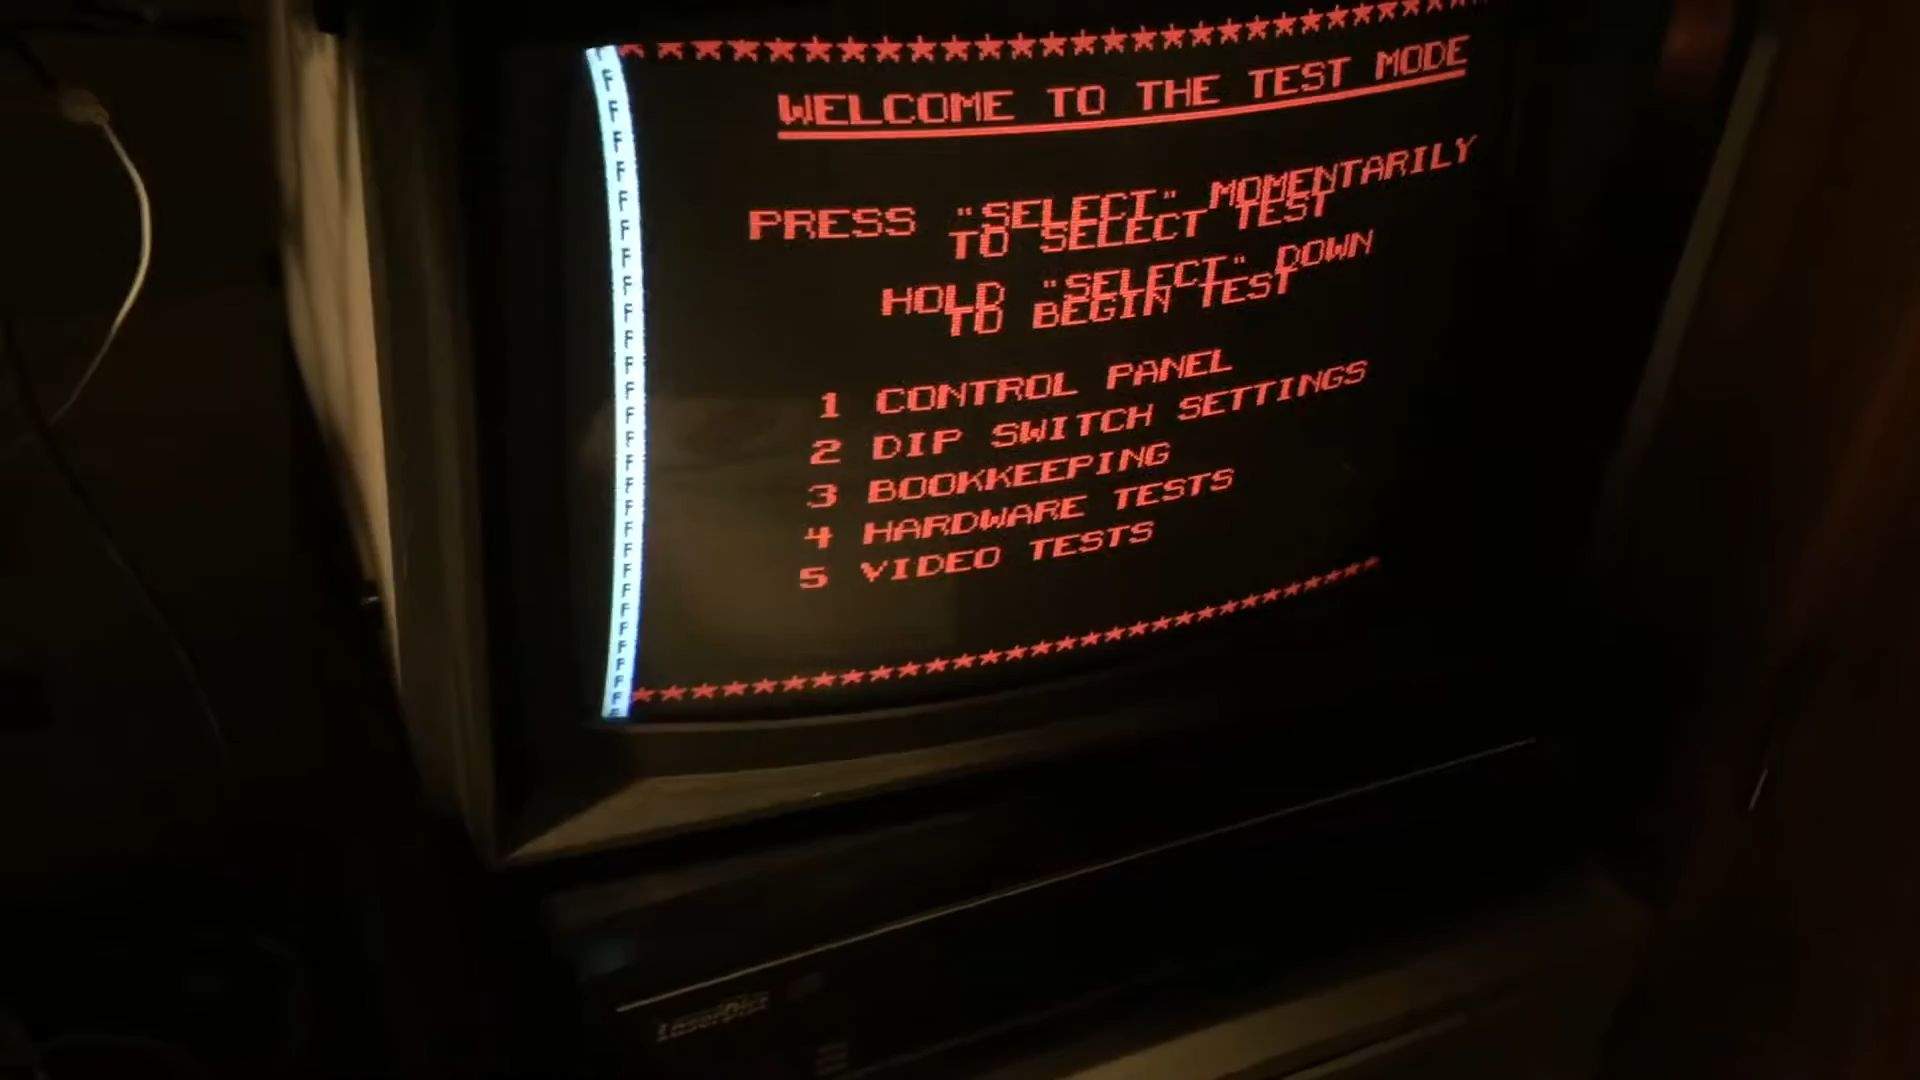 WELCOME TO THE TEST MODE
PRESS "SELECT" MOMENTARILY
TO SELECT TEST
HOLD "SELECT" DOWN
TO BEGIN TEST
1 CONTROL PANEL
2 DIP SWITCH SETTINGS
3 BOOKKEEPING
4 HARDWARE TESTS
5 VIDEO TESTS
LaserDisc